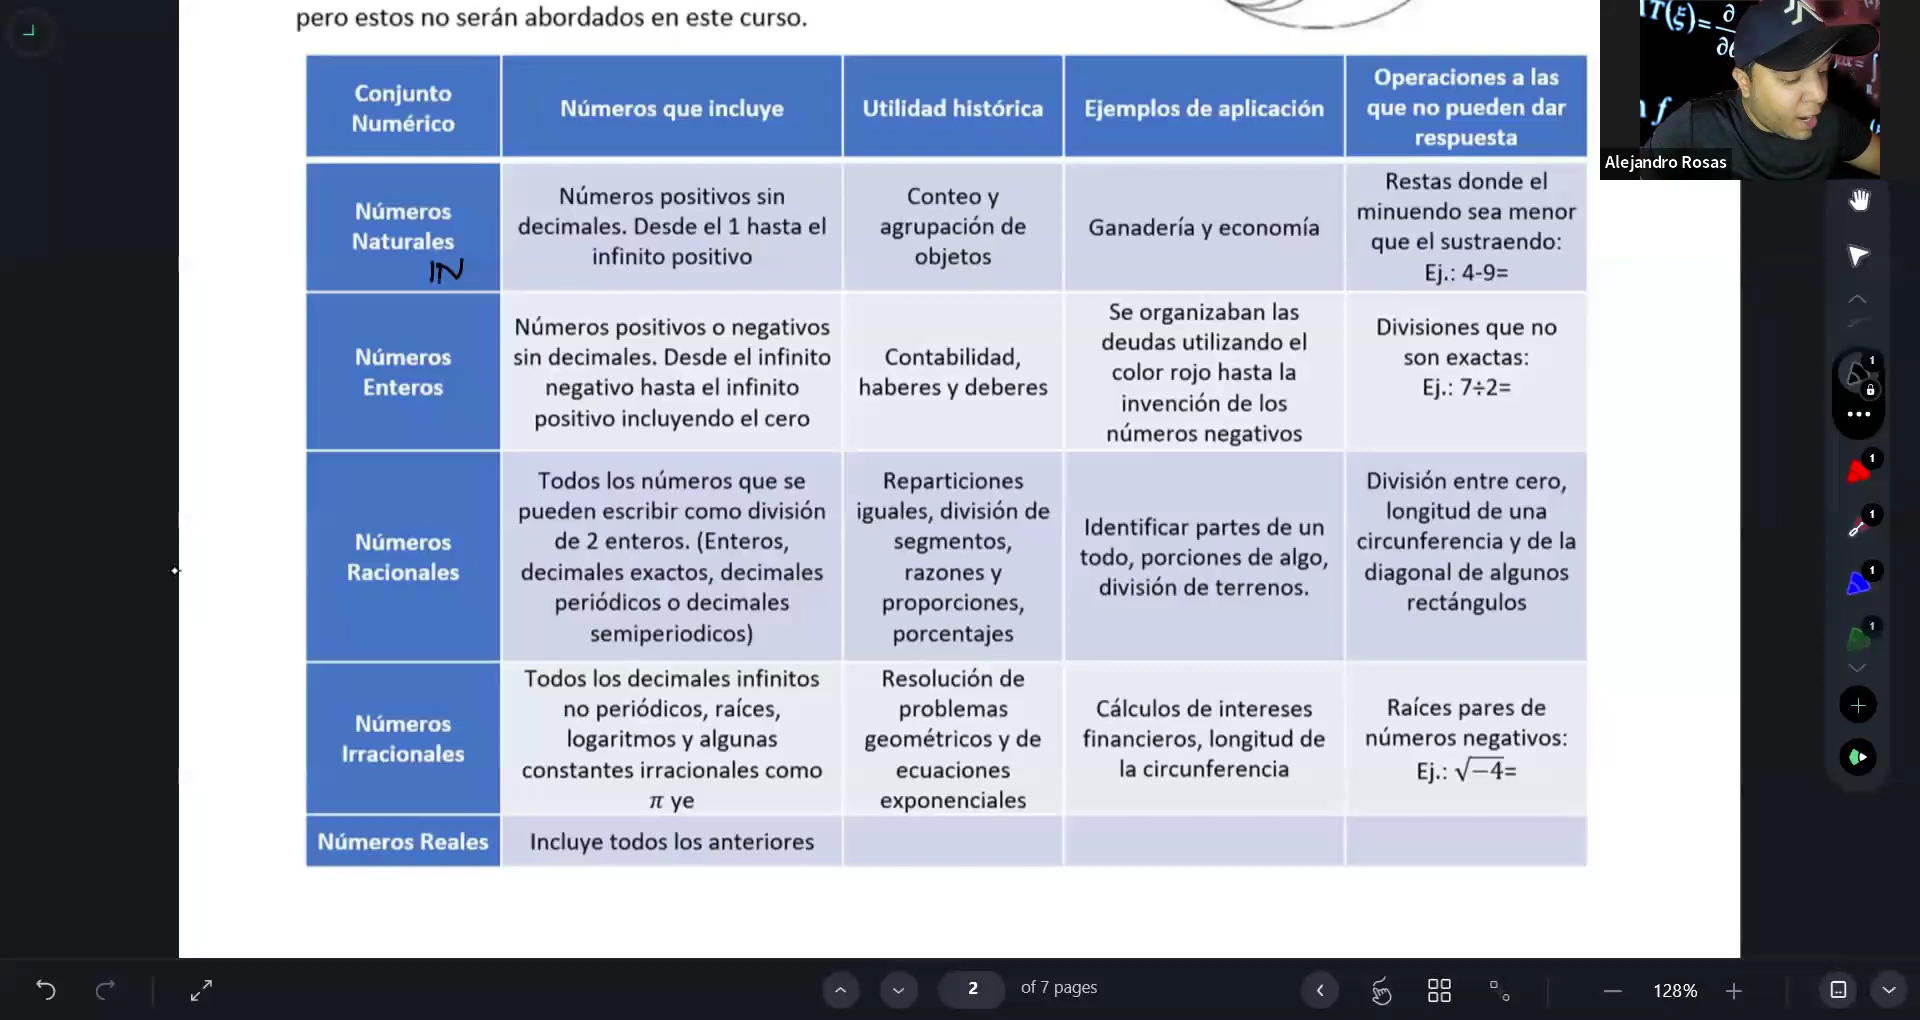 pero estos no serán abordados en este curso.
Conjunto
Numérico
Números que incluye
Utilidad histórica
Ejemplos de aplicación
Operaciones a las
que no pueden dar
respuesta
Números
Naturales
IN
Números positivos sin
decimales. Desde el 1 hasta el
infinito positivo
Conteo y
agrupación de
objetos
Ganadería y economía
Restas donde el
minuendo sea menor
que el sustraendo:
Ej.: 4-9=
Números
Enteros
Números positivos o negativos
sin decimales. Desde el infinito
negativo hasta el infinito
positivo incluyendo el cero
Contabilidad,
haberes y deberes
Se organizaban las
deudas utilizando el
color rojo hasta la
invención de los
números negativos
Divisiones que no
son exactas:
Ej.: 7÷2=
Números
Racionales
Todos los números que se
pueden escribir como división
de 2 enteros. (Enteros,
decimales exactos, decimales
periódicos o decimales
semiperiodicos)
Reparticiones
iguales, división de
segmentos,
razones y
proporciones,
porcentajes
Identificar partes de un
todo, porciones de algo,
división de terrenos.
División entre cero,
longitud de una
circunferencia y de la
diagonal de algunos
rectángulos
Números
Irracionales
Todos los decimales infinitos
no periódicos, raíces,
logaritmos y algunas
constantes irracionales como
π ye
Resolución de
problemas
geométricos y de
ecuaciones
exponenciales
Cálculos de intereses
financieros, longitud de
la circunferencia
Raíces pares de
números negativos:
Ej.: √−4=
Números Reales
Incluye todos los anteriores
Alejandro Rosas
1
1
1
1
1
2 of 7 pages
128%